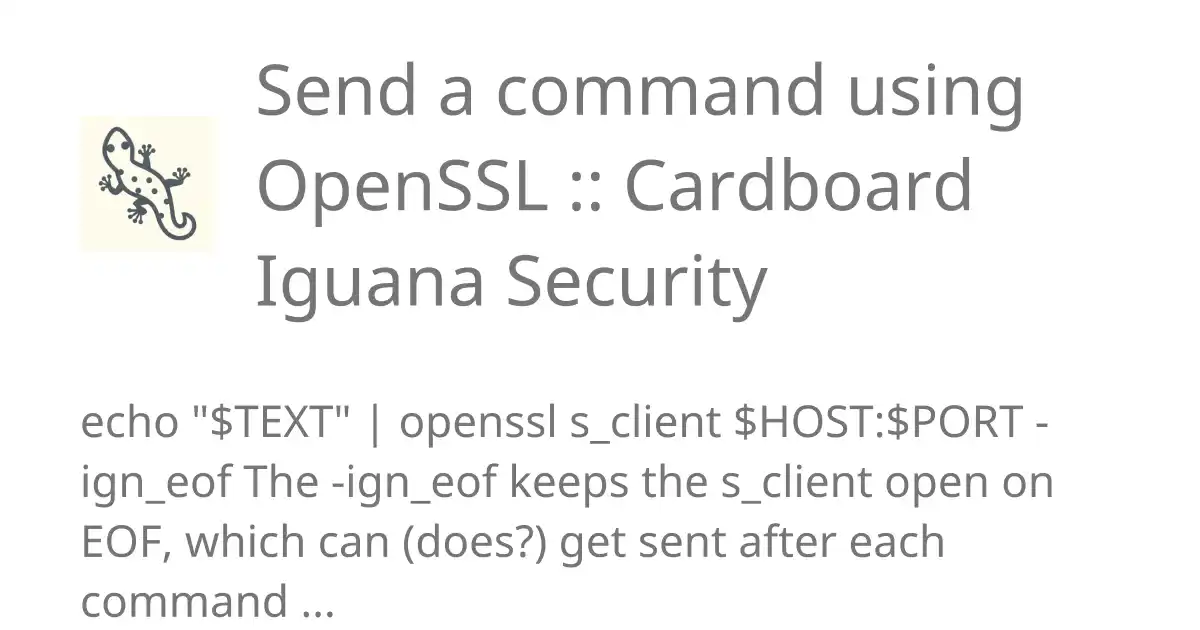 Send a command using
OpenSSL :: Cardboard
Iguana Security
echo "$TEXT" | openssl s_client $HOST:$PORT -
ign_eof The -ign_eof keeps the s_client open on
EOF, which can (does?) get sent after each
command ...